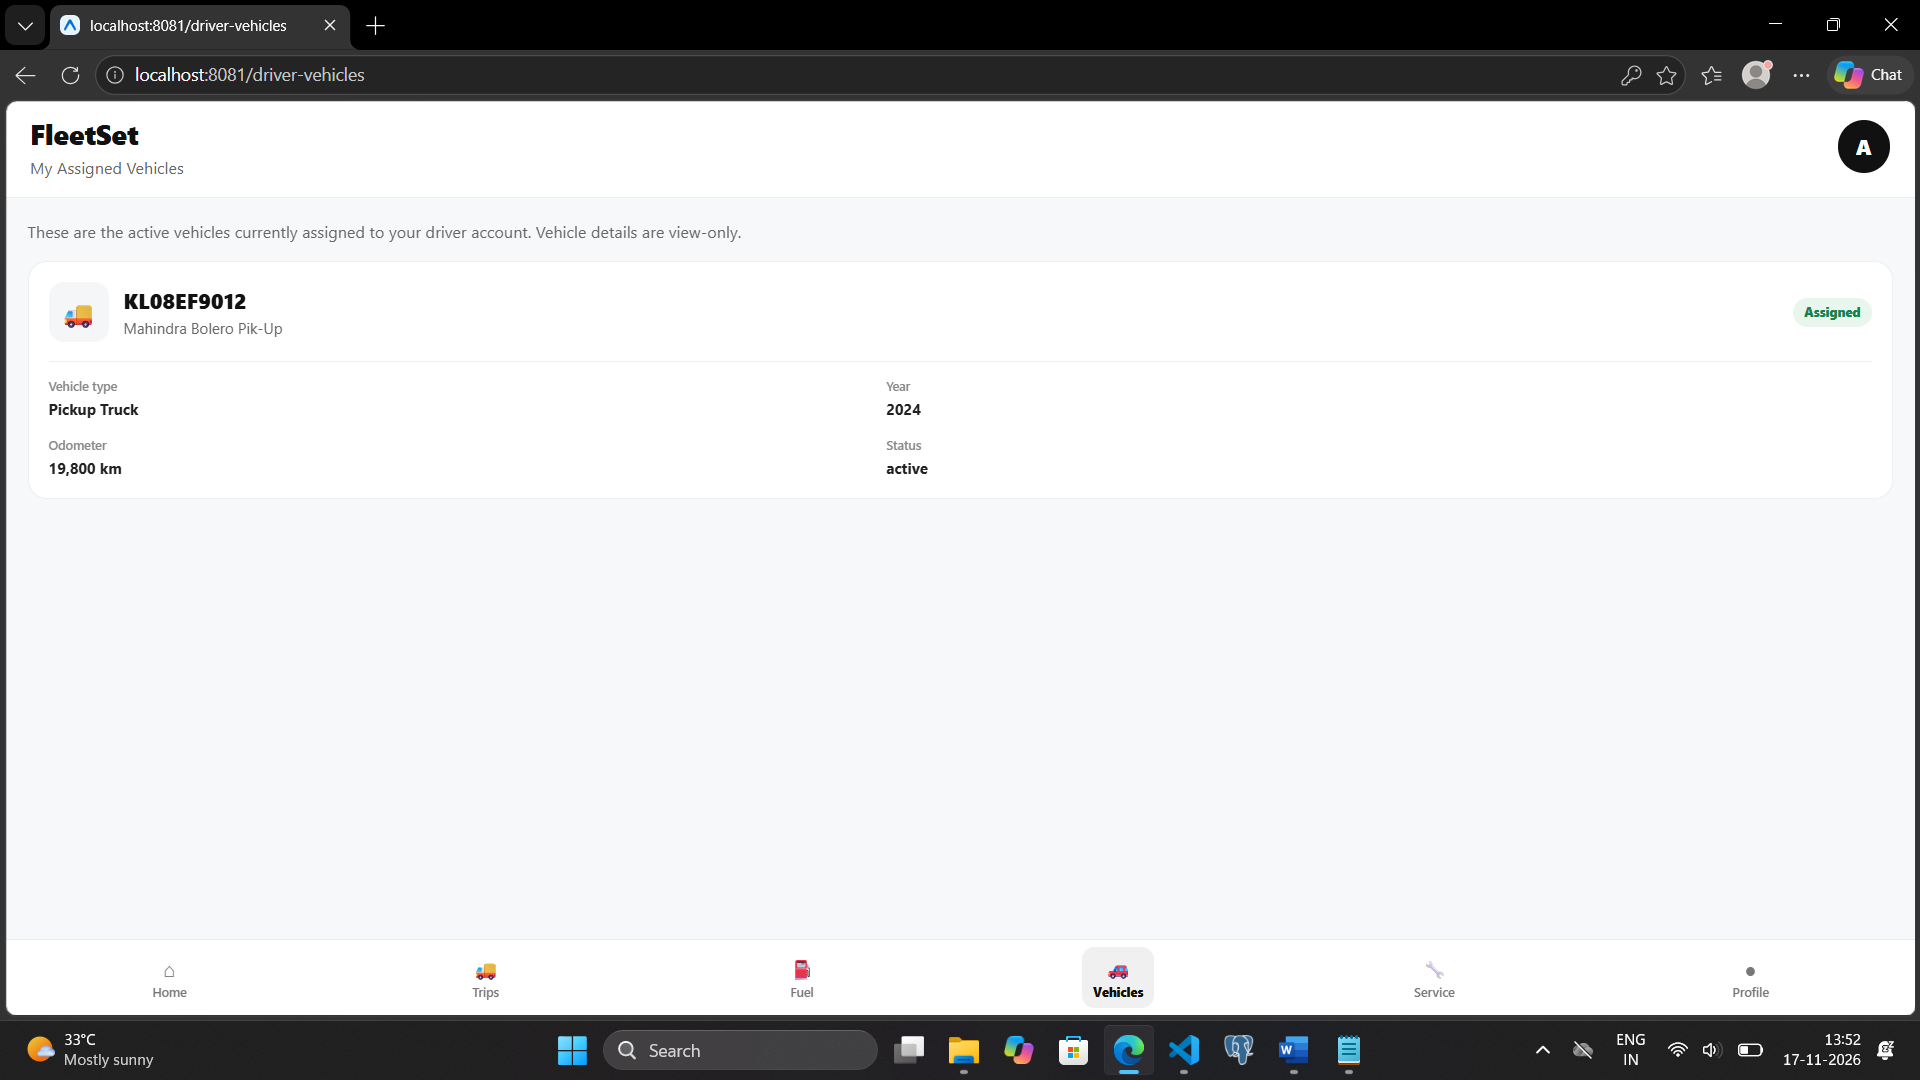 localhost:8081/driver-vehicles
localhost:8081/driver-vehicles
Chat
FleetSet
My Assigned Vehicles
A
These are the active vehicles currently assigned to your driver account. Vehicle details are view-only.
KL08EF9012
Mahindra Bolero Pik-Up
Assigned
Vehicle type
Pickup Truck
Year
2024
Odometer
19,800 km
Status
active
Home
Trips
Fuel
Vehicles
Service
Profile
33°C
Mostly sunny
Search
W
ENG
IN
13:52
17-11-2026